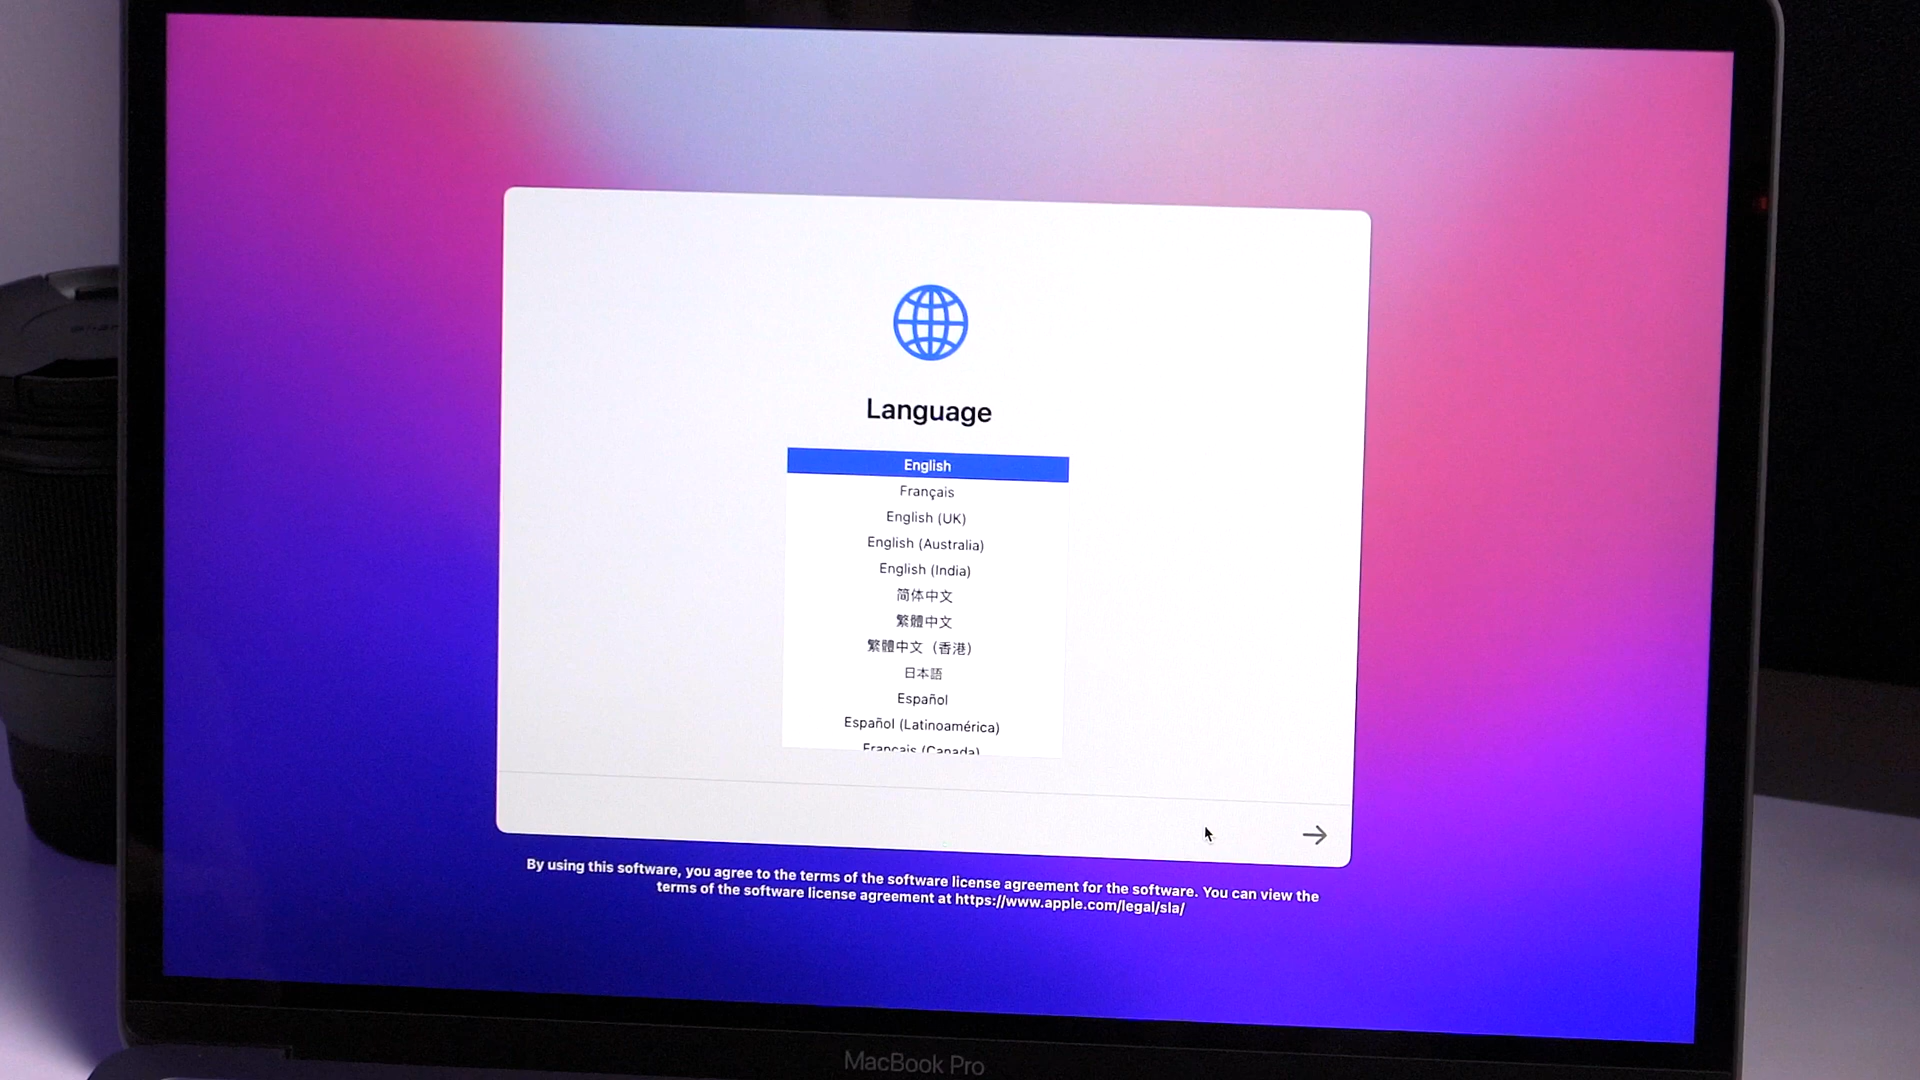 Language
English
Français
English (UK)
English (Australia)
English (India)
简体中文
繁體中文
繁體中文（香港）
日本語
Español
Español (Latinoamérica)
Français (Canada)
By using this software, you agree to the terms of the software license agreement for the software. You can view the
terms of the software license agreement at https://www.apple.com/legal/sla/
MacBook Pro